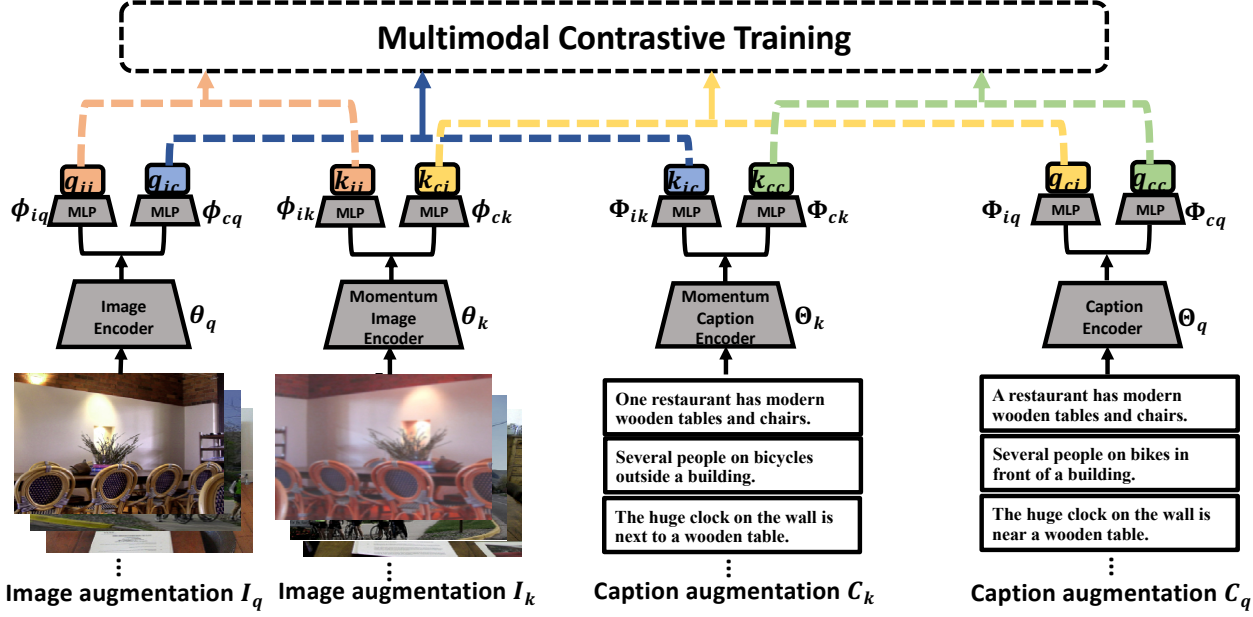 Multimodal Contrastive Training
q_ii q_ic k_ii k_ci k_ic k_cc q_ci q_cc
ϕ_iq MLP MLP ϕ_cq ϕ_ik MLP MLP ϕ_ck Φ_ik MLP MLP Φ_ck Φ_iq MLP MLP Φ_cq
Image
Encoder
θ_q
Momentum
Image
Encoder
θ_k
Momentum
Caption
Encoder
Θ_k
Caption
Encoder
Θ_q
One restaurant has modern
wooden tables and chairs.
Several people on bicycles
outside a building.
The huge clock on the wall is
next to a wooden table.
A restaurant has modern
wooden tables and chairs.
Several people on bikes in
front of a building.
The huge clock on the wall is
near a wooden table.
Image augmentation I_q
Image augmentation I_k
Caption augmentation C_k
Caption augmentation C_q